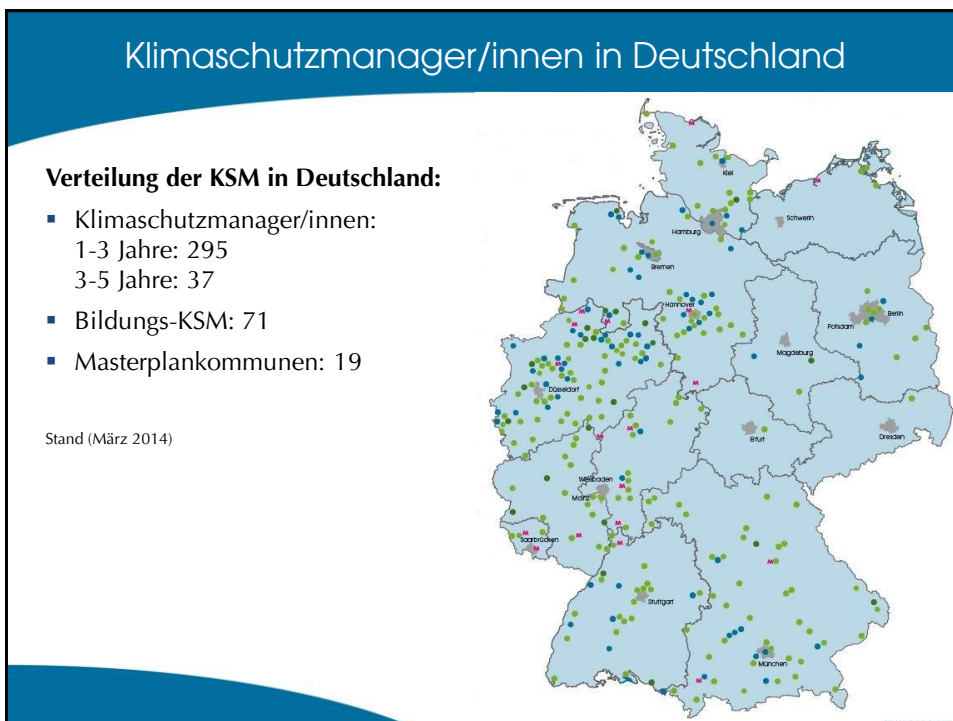 Klimaschutzmanager/innen in Deutschland
Verteilung der KSM in Deutschland:
▪ Klimaschutzmanager/innen:
1-3 Jahre: 295
3-5 Jahre: 37
▪ Bildungs-KSM: 71
▪ Masterplankommunen: 19
Stand (März 2014)
M
Kiel
M
Schwerin
Hamburg
Bremen
Hannover
M
M
M
M
Berlin
Potsdam
Magdeburg
M
Düsseldorf
M
M
M
Erfurt
Dresden
Wiesbaden
M
Mainz
M
M
Saarbrücken
M
M
M
M
Stuttgart
München
M